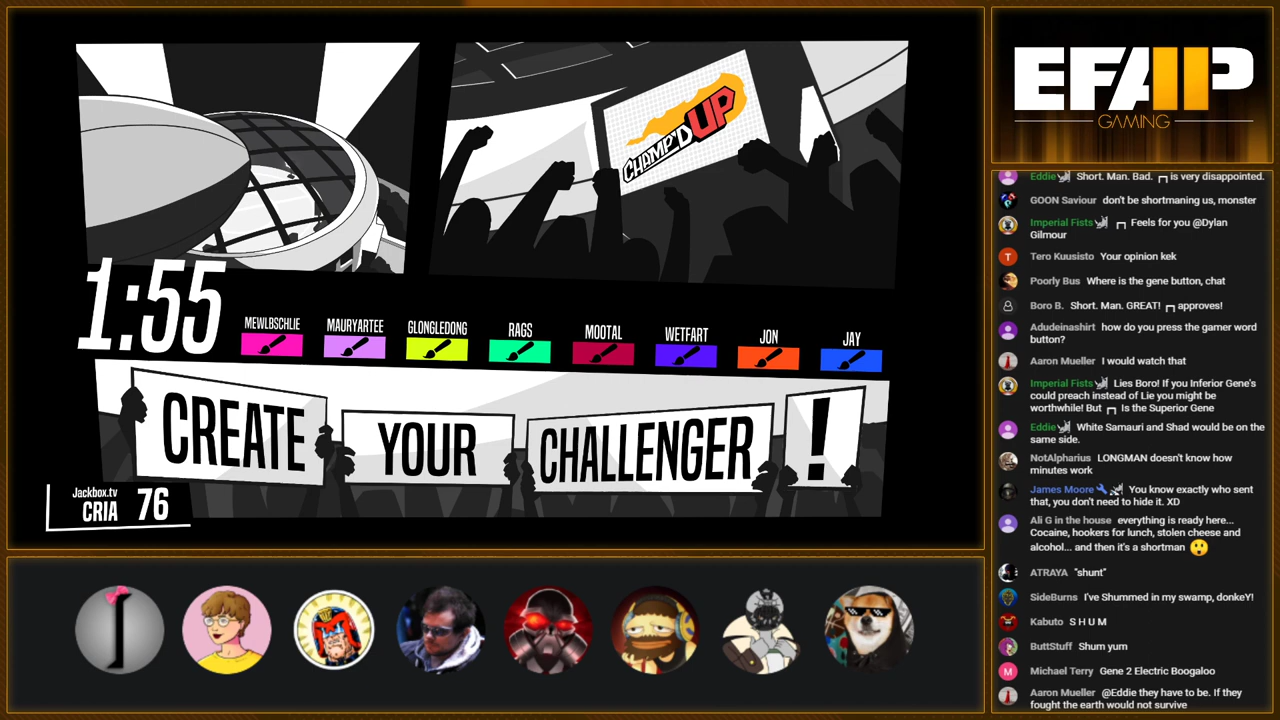 CHAMP'D UP
1:55
MEWLBSCHLIE
MAURYARTEE
GLONGLEDONG
RAGS
MOOTAL
WETFART
JON
JAY
CREATE YOUR CHALLENGER !
Jackbox.tv
CRIA 76
EFAP
GAMING
Eddie Short. Man. Bad. is very disappointed.
GOON Saviour don't be shortmaning us, monster
Imperial Fists Feels for you @Dylan
Gilmour
Tero Kuusisto Your opinion kek
Poorly Bus Where is the gene button, chat
Boro B. Short. Man. GREAT! approves!
Adudeinashirt how do you press the gamer word
button?
Aaron Mueller I would watch that
Imperial Fists Lies Boro! If you Inferior Gene's
could preach instead of Lie you might be
worthwhile! But Is the Superior Gene
Eddie White Samauri and Shad would be on the
same side.
NotAlpharius LONGMAN doesn't know how
minutes work
James Moore You know exactly who sent
that, you don't need to hide it. XD
Ali G in the house everything is ready here...
Cocaine, hookers for lunch, stolen cheese and
alcohol... and then it's a shortman 😲
ATRAYA "shunt"
SideBurns I've Shummed in my swamp, donkeY!
Kabuto S H U M
ButtStuff Shum yum
T
M
Michael Terry Gene 2 Electric Boogaloo
Aaron Mueller @Eddie they have to be. If they
fought the earth would not survive